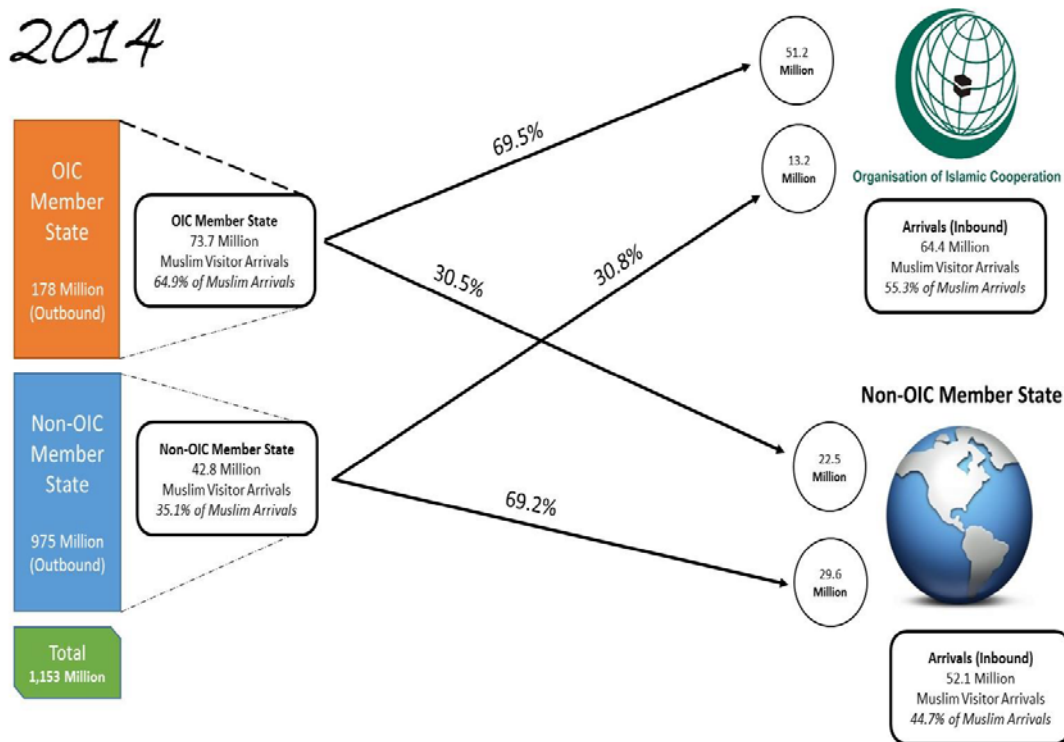 2014
OIC
Member
State
178 Million
(Outbound)
OIC Member State
73.7 Million
Muslim Visitor Arrivals
64.9% of Muslim Arrivals
Non-OIC
Member
State
975 Million
(Outbound)
Non-OIC Member State
42.8 Million
Muslim Visitor Arrivals
35.1% of Muslim Arrivals
Total
1,153 Million
69.5%
30.5%
30.8%
69.2%
51.2
Million
13.2
Million
22.5
Million
29.6
Million
Organisation of Islamic Cooperation
Arrivals (Inbound)
64.4 Million
Muslim Visitor Arrivals
55.3% of Muslim Arrivals
Non-OIC Member State
Arrivals (Inbound)
52.1 Million
Muslim Visitor Arrivals
44.7% of Muslim Arrivals